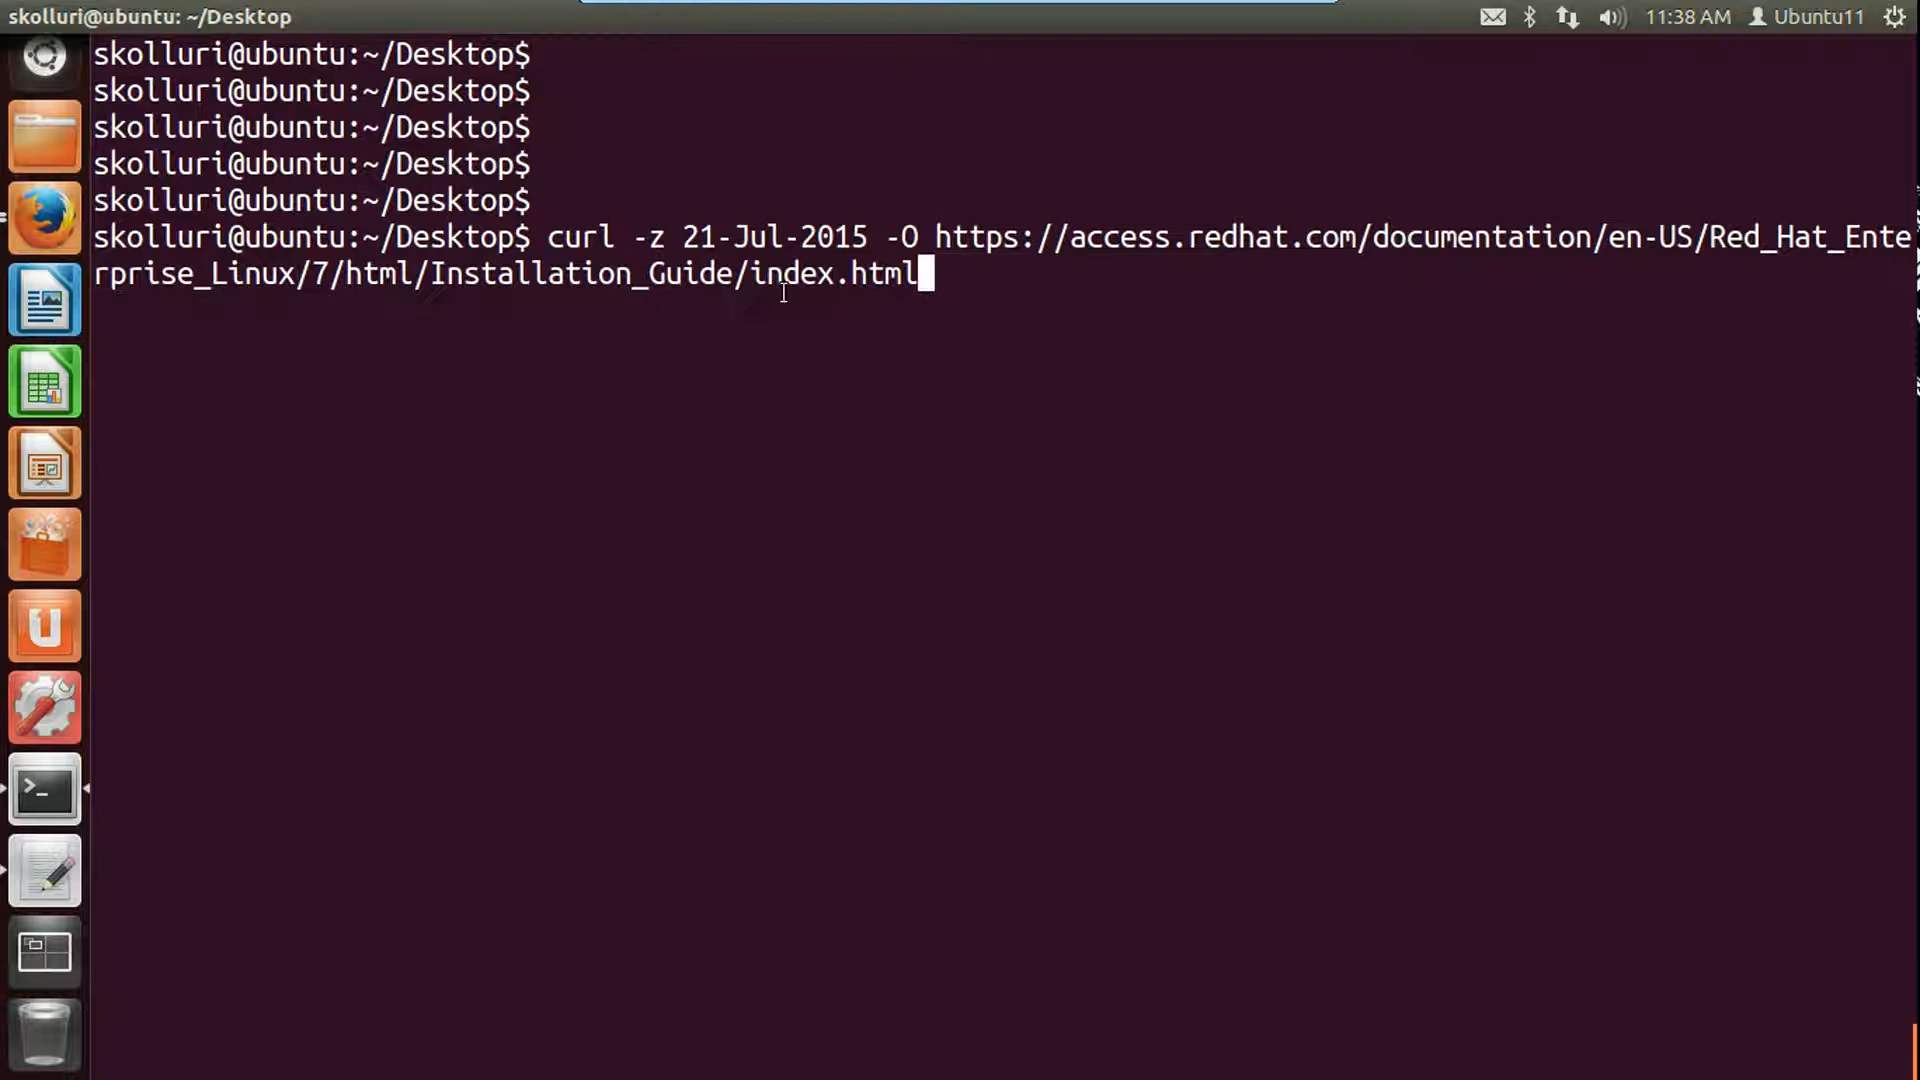 skolluri@ubuntu: ~/Desktop
11:38 AM
Ubuntu11
skolluri@ubuntu:~/Desktop$
skolluri@ubuntu:~/Desktop$
skolluri@ubuntu:~/Desktop$
skolluri@ubuntu:~/Desktop$
skolluri@ubuntu:~/Desktop$
skolluri@ubuntu:~/Desktop$ curl -z 21-Jul-2015 -O https://access.redhat.com/documentation/en-US/Red_Hat_Ente
rprise_Linux/7/html/Installation_Guide/index.html